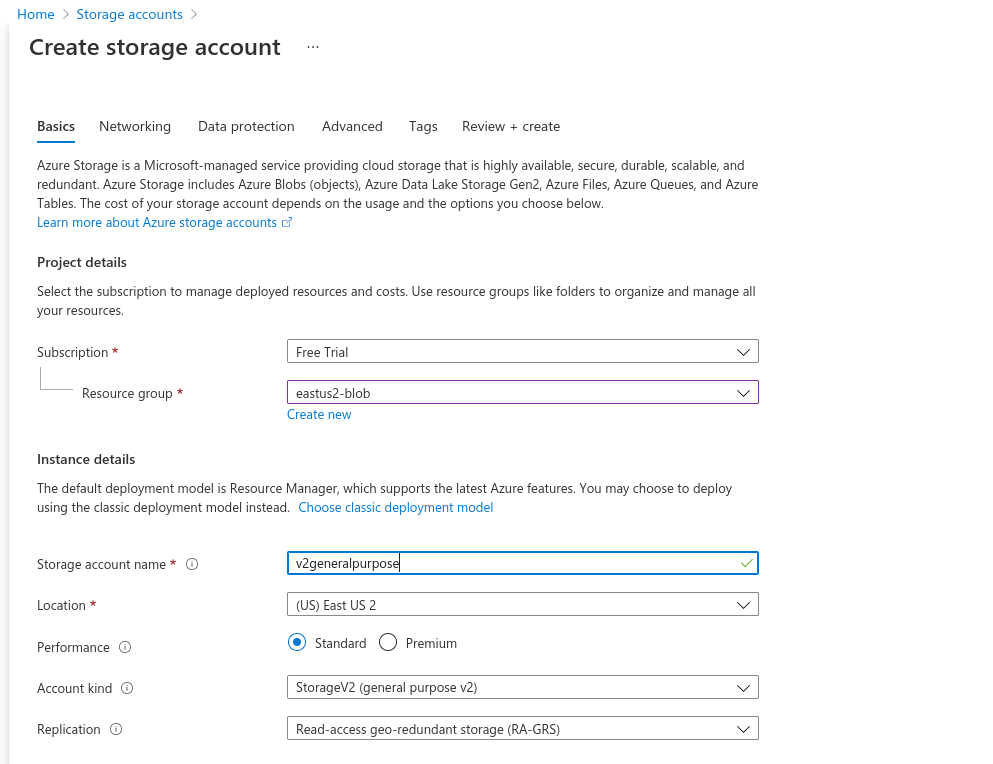 Home > Storage accounts >
Create storage account ...
Basics Networking Data protection Advanced Tags Review + create
Azure Storage is a Microsoft-managed service providing cloud storage that is highly available, secure, durable, scalable, and
redundant. Azure Storage includes Azure Blobs (objects), Azure Data Lake Storage Gen2, Azure Files, Azure Queues, and Azure
Tables. The cost of your storage account depends on the usage and the options you choose below.
Learn more about Azure storage accounts
Project details
Select the subscription to manage deployed resources and costs. Use resource groups like folders to organize and manage all
your resources.
Subscription * Free Trial
Resource group * eastus2-blob
Create new
Instance details
The default deployment model is Resource Manager, which supports the latest Azure features. You may choose to deploy
using the classic deployment model instead. Choose classic deployment model
Storage account name * v2generalpurpose
Location * (US) East US 2
Performance Standard Premium
Account kind StorageV2 (general purpose v2)
Replication Read-access geo-redundant storage (RA-GRS)